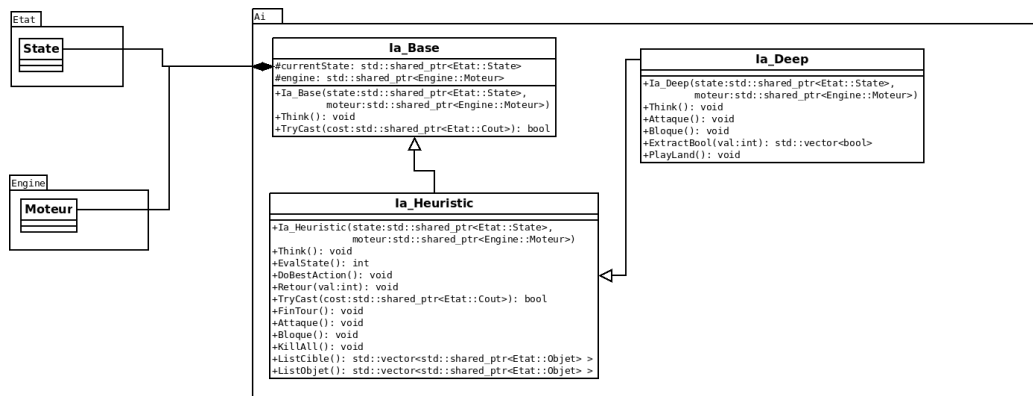 Etat
State
Engine
Moteur
Ai
Ia_Base
#currentState: std::shared_ptr<Etat::State>
#engine: std::shared_ptr<Engine::Moteur>
+Ia_Base(state:std::shared_ptr<Etat::State>,
moteur:std::shared_ptr<Engine::Moteur>)
+Think(): void
+TryCast(cost:std::shared_ptr<Etat::Cout>): bool
Ia_Heuristic
+Ia_Heuristic(state:std::shared_ptr<Etat::State>,
moteur:std::shared_ptr<Engine::Moteur>)
+Think(): void
+EvalState(): int
+DoBestAction(): void
+Retour(val:int): void
+TryCast(cost:std::shared_ptr<Etat::Cout>): bool
+FinTour(): void
+Attaque(): void
+Bloque(): void
+KillAll(): void
+ListCible(): std::vector<std::shared_ptr<Etat::Objet> >
+ListObjet(): std::vector<std::shared_ptr<Etat::Objet> >
Ia_Deep
+Ia_Deep(state:std::shared_ptr<Etat::State>,
moteur:std::shared_ptr<Engine::Moteur>)
+Think(): void
+Attaque(): void
+Bloque(): void
+ExtractBool(val:int): std::vector<bool>
+PlayLand(): void